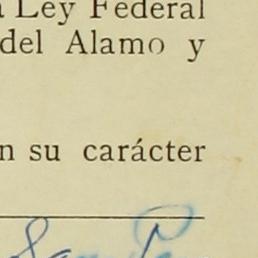 Ley Federal
del Alamo y
n su carácter